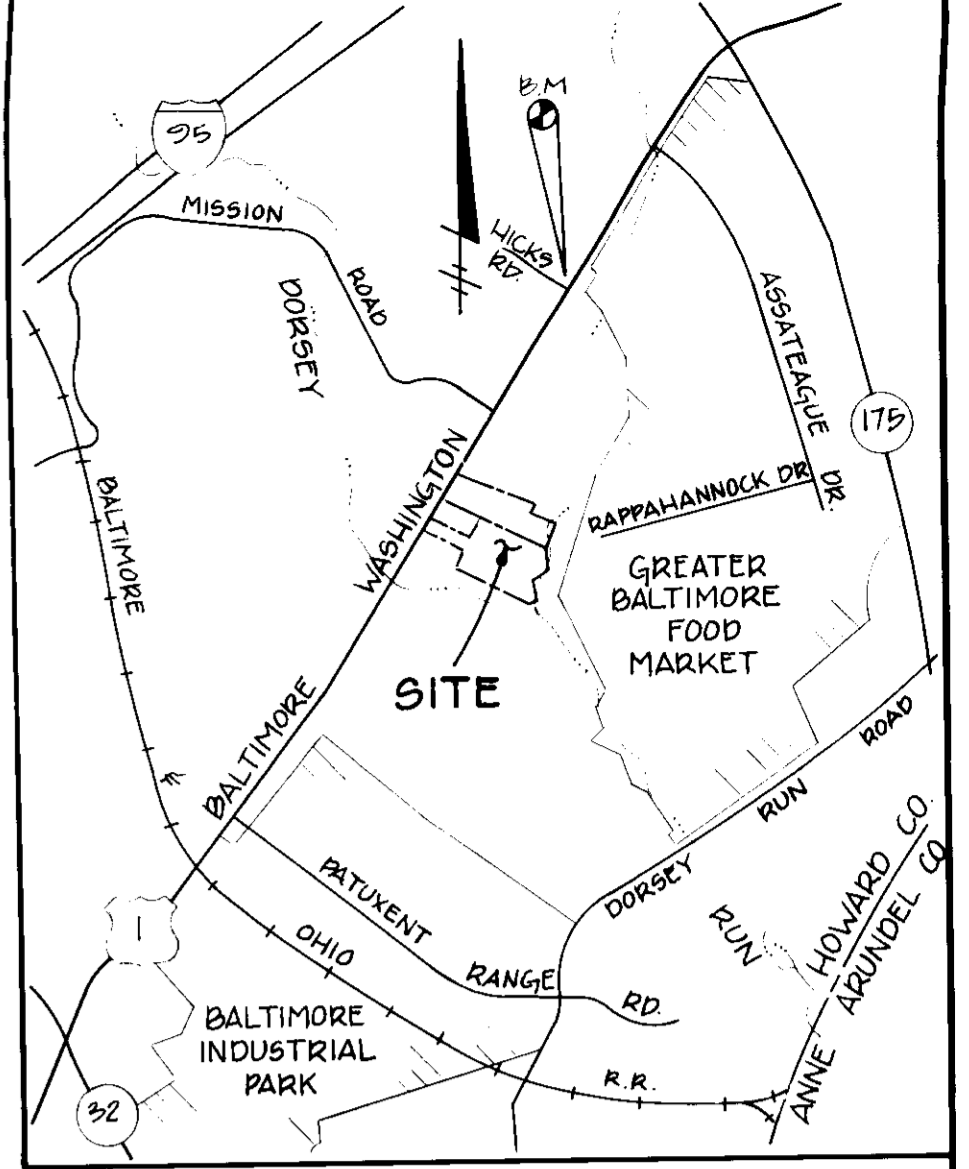 B.M
95
MISSION
ROAD
HICKS
RD.
DORSEY
ASSATEAGUE
DR.
175
BALTIMORE
WASHINGTON
RAPPAHANNOCK DR
GREATER
BALTIMORE
FOOD
MARKET
SITE
BALTIMORE
ROAD
RUN
DORSEY
PATUXENT
RANGE
RD.
OHIO
R.R.
RUN
HOWARD CO.
ANNE ARUNDEL CO
1
BALTIMORE
INDUSTRIAL
PARK
32